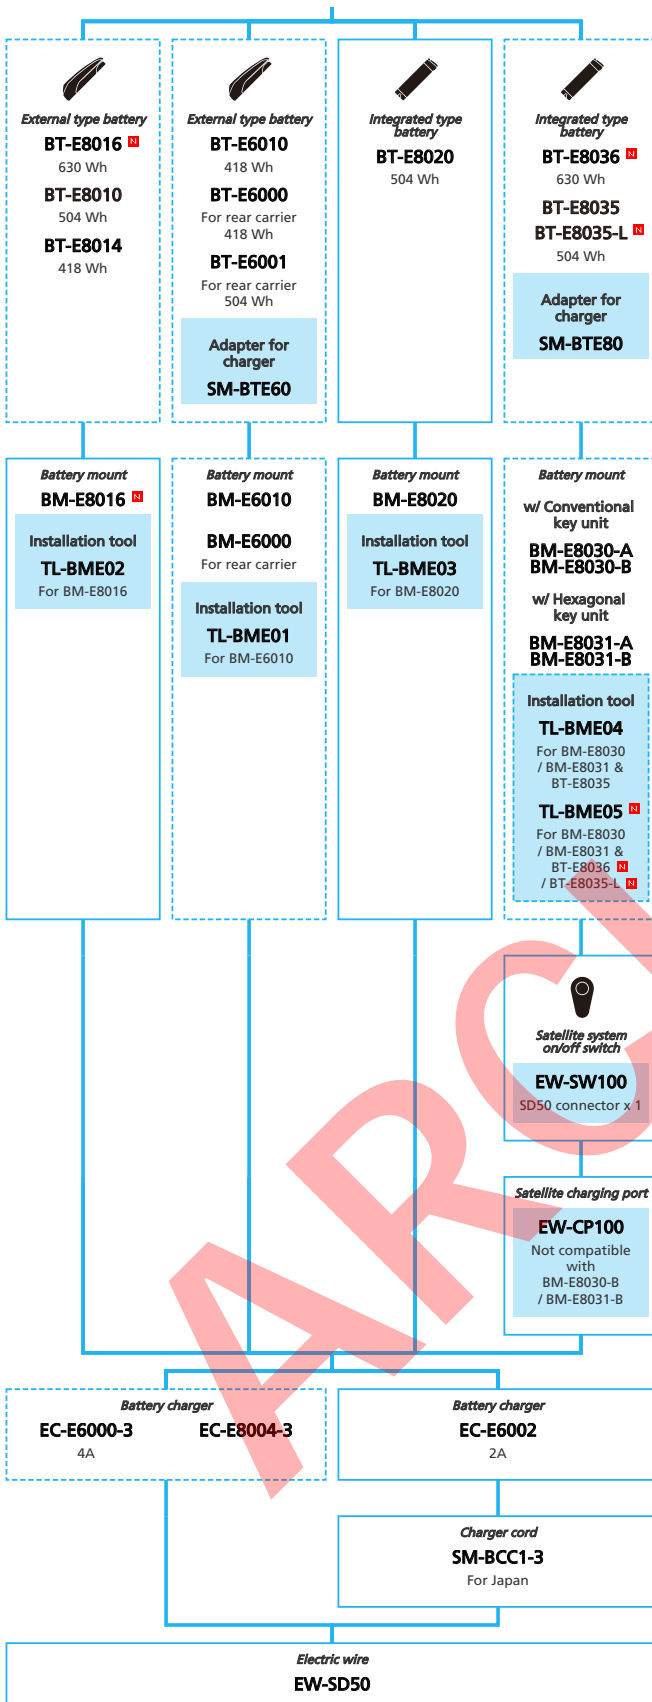 External type battery
BT-E8016 N
630 Wh
BT-E8010
504 Wh
BT-E8014
418 Wh
External type battery
BT-E6010
418 Wh
BT-E6000
For rear carrier
418 Wh
BT-E6001
For rear carrier
504 Wh
Adapter for
charger
SM-BTE60
Integrated type
battery
BT-E8020
504 Wh
Integrated type
battery
BT-E8036 N
630 Wh
BT-E8035
BT-E8035-L N
504 Wh
Adapter for
charger
SM-BTE80
Battery mount
BM-E8016 N
Installation tool
TL-BME02
For BM-E8016
Battery mount
BM-E6010
BM-E6000
For rear carrier
Installation tool
TL-BME01
For BM-E6010
Battery mount
BM-E8020
Installation tool
TL-BME03
For BM-E8020
Battery mount
w/ Conventional
key unit
BM-E8030-A
BM-E8030-B
w/ Hexagonal
key unit
BM-E8031-A
BM-E8031-B
Installation tool
TL-BME04
For BM-E8030
/ BM-E8031 &
BT-E8035
TL-BME05 N
For BM-E8030
/ BM-E8031 &
BT-E8036 N
/ BT-E8035-L N
Satellite system
on/off switch
EW-SW100
SD50 connector x 1
Satellite charging port
EW-CP100
Not compatible
with
BM-E8030-B
/ BM-E8031-B
Battery charger
EC-E6000-3 EC-E8004-3
4A
Battery charger
EC-E6002
2A
Charger cord
SM-BCC1-3
For Japan
Electric wire
EW-SD50
ARC